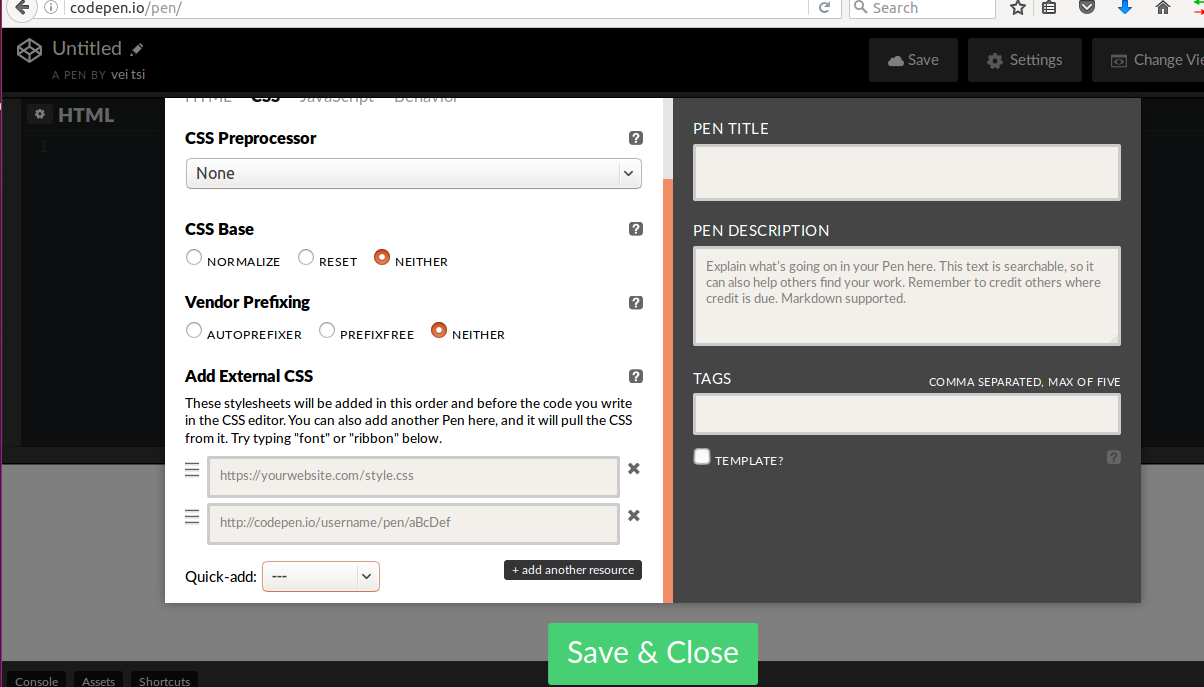 codepen.io/pen/
Search
Untitled
A PEN BY vei tsi
Save
Settings
Change Vie
HTML
HTML CSS JavaScript Behavior
1
CSS Preprocessor ?
None
CSS Base ?
NORMALIZE RESET NEITHER
Vendor Prefixing ?
AUTOPREFIXER PREFIXFREE NEITHER
Add External CSS ?
These stylesheets will be added in this order and before the code you write
in the CSS editor. You can also add another Pen here, and it will pull the CSS
from it. Try typing "font" or "ribbon" below.
https://yourwebsite.com/style.css
http://codepen.io/username/pen/aBcDef
Quick-add: ---
+ add another resource
PEN TITLE
PEN DESCRIPTION
Explain what's going on in your Pen here. This text is searchable, so it
can also help others find your work. Remember to credit others where
credit is due. Markdown supported.
TAGS
COMMA SEPARATED, MAX OF FIVE
TEMPLATE? ?
Save & Close
Console Assets Shortcuts